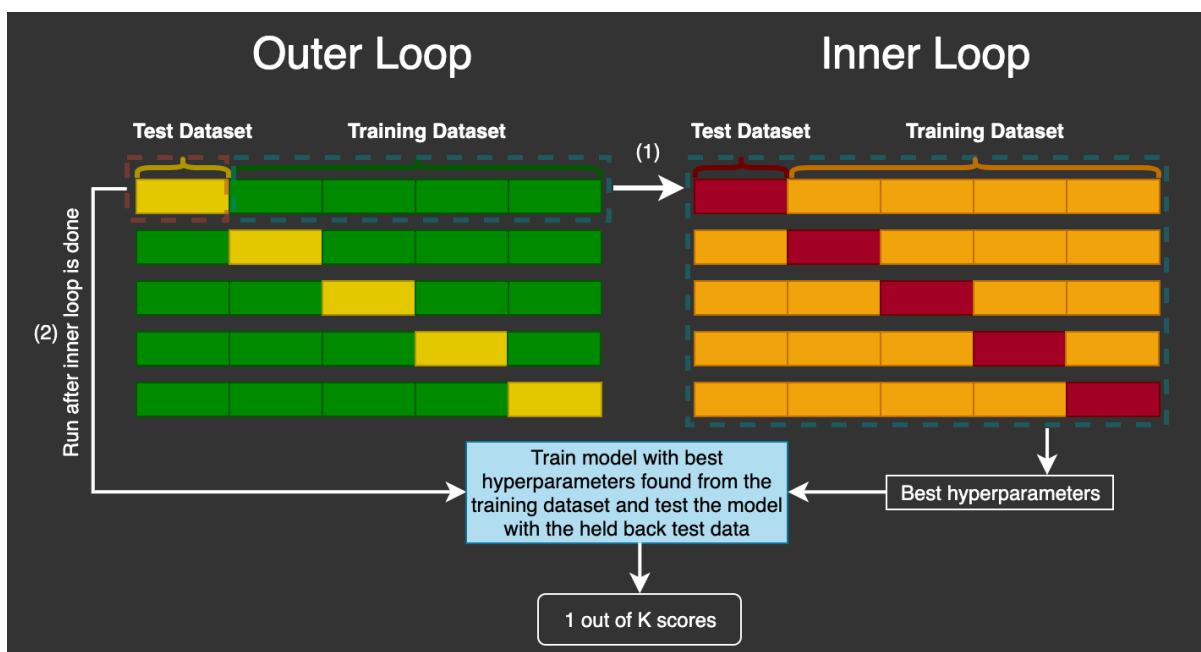 Outer Loop
Inner Loop
Test Dataset
Training Dataset
(1)
Test Dataset
Training Dataset
(2)
Run after inner loop is done
Train model with best
hyperparameters found from the
training dataset and test the model
with the held back test data
Best hyperparameters
1 out of K scores